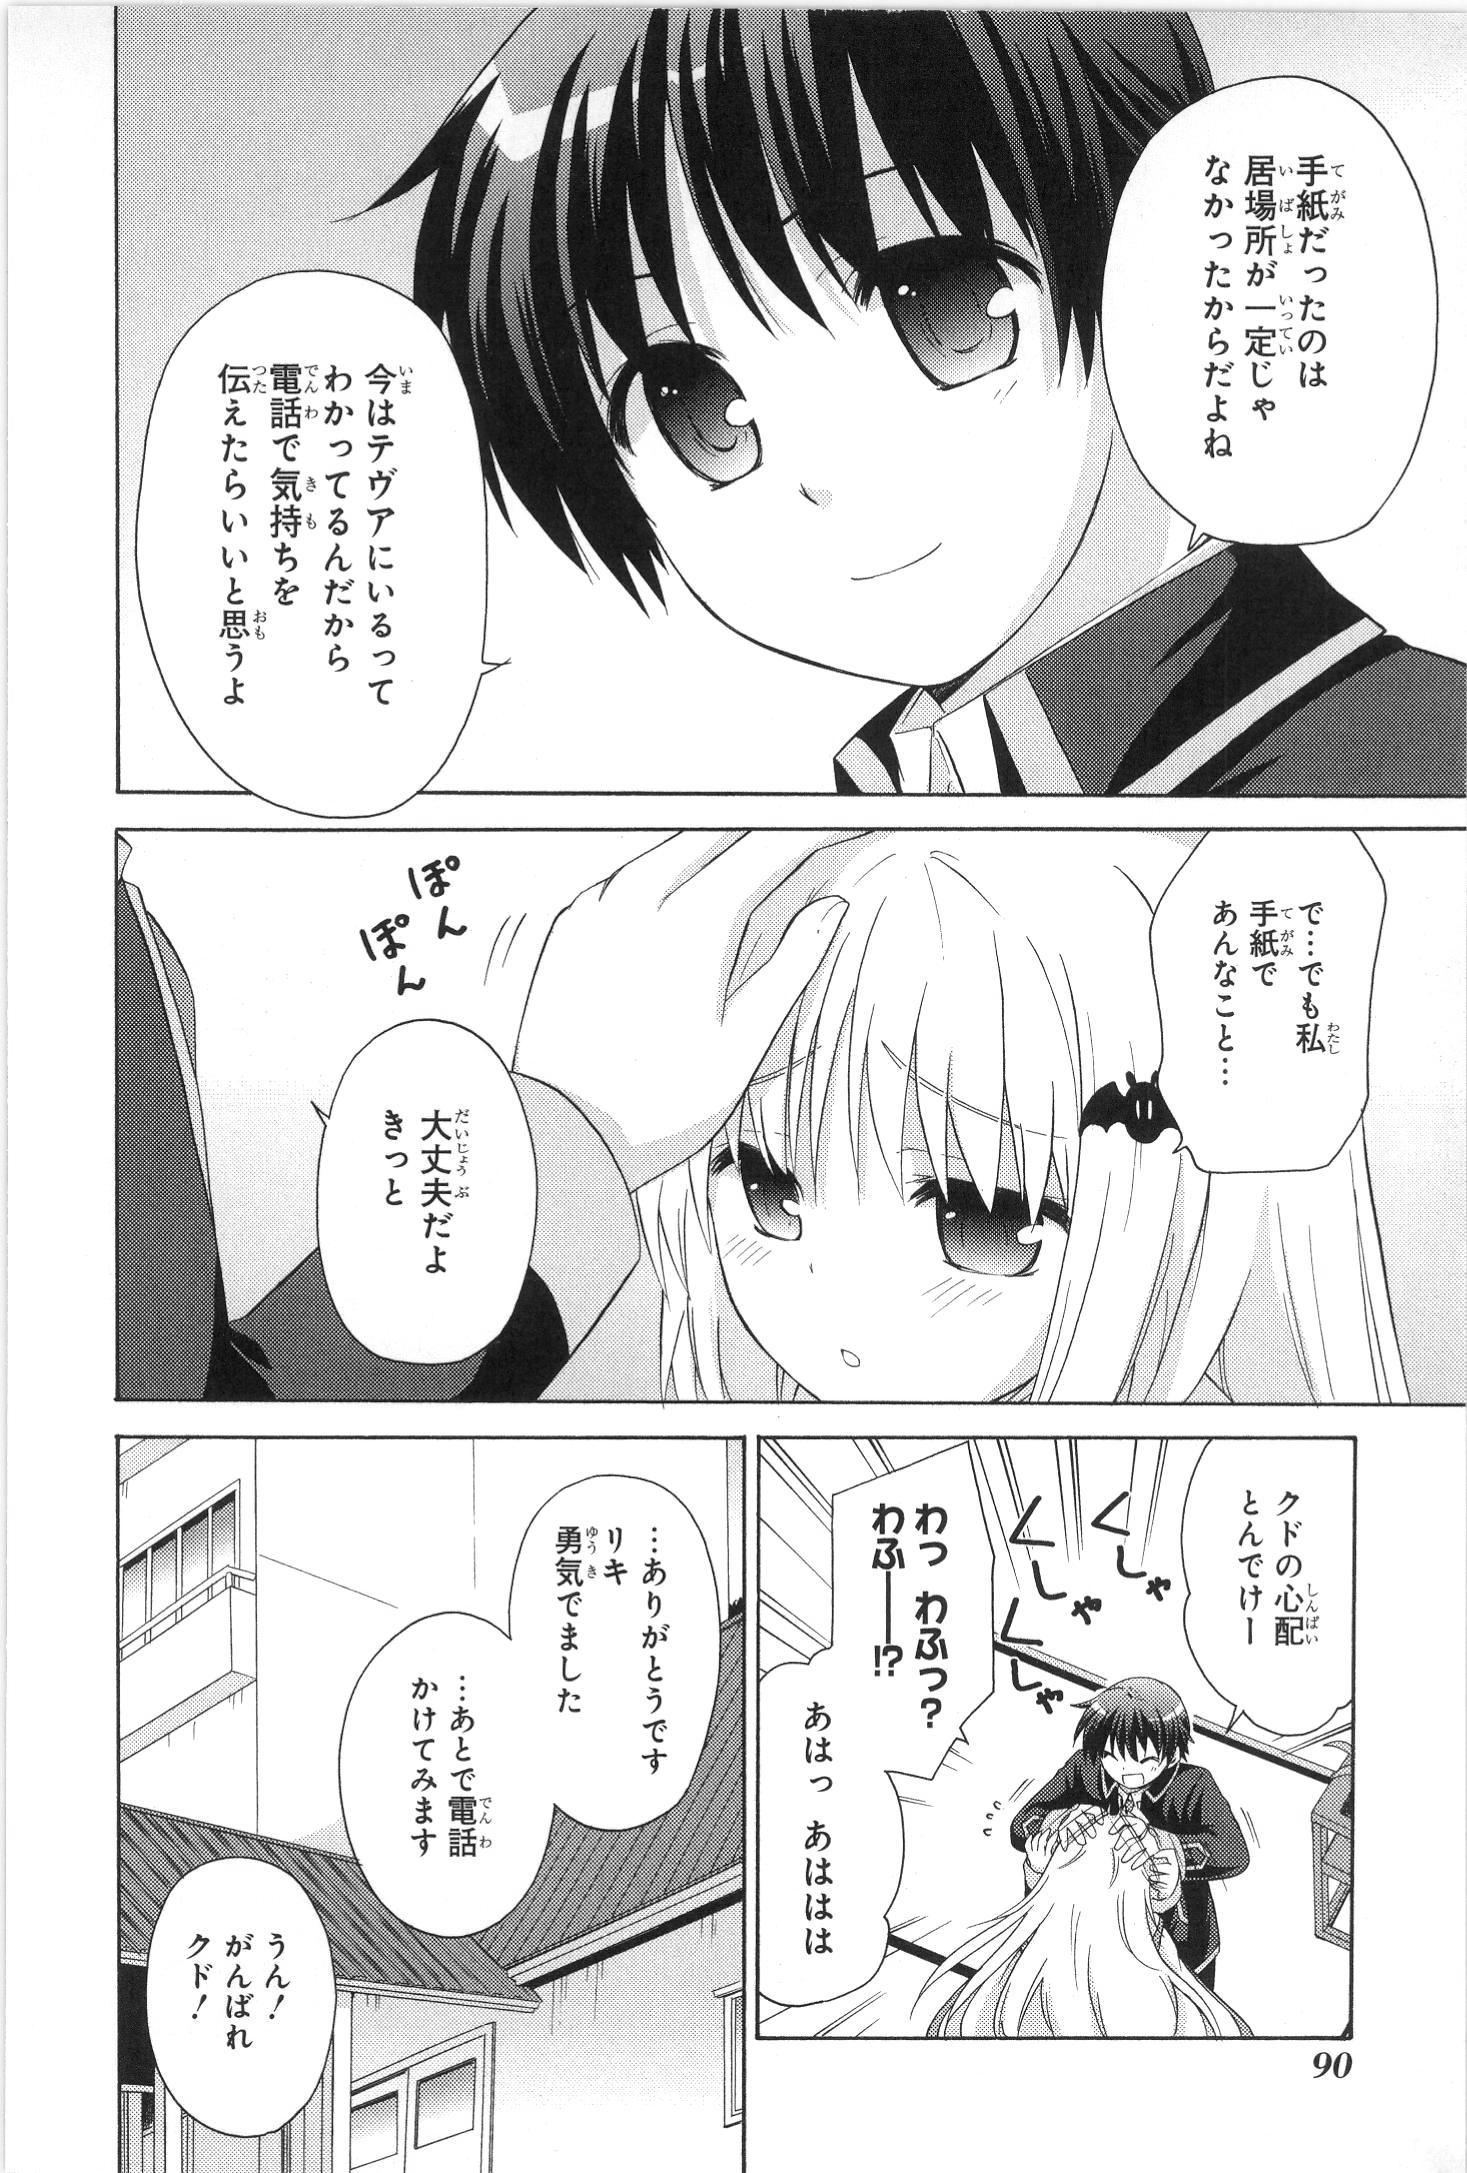 手紙だったのは
居場所が一定じゃ
なかったからだよね
今はテヴアにいるって
わかってるんだから
電話で気持ちを
伝えたらいいと思うよ
で…でも私
手紙で
あんなこと…
ぽん
ぽん
大丈夫だよ
きっと
クドの心配
とんでけー
くしゃ
くしゃ
くしゃ
わっ わふっ?
わふーーー!?
あはっ あははは
…ありがとうです
リキ
勇気でました
…あとで電話
かけてみます
うん!
がんばれ
クド!
90